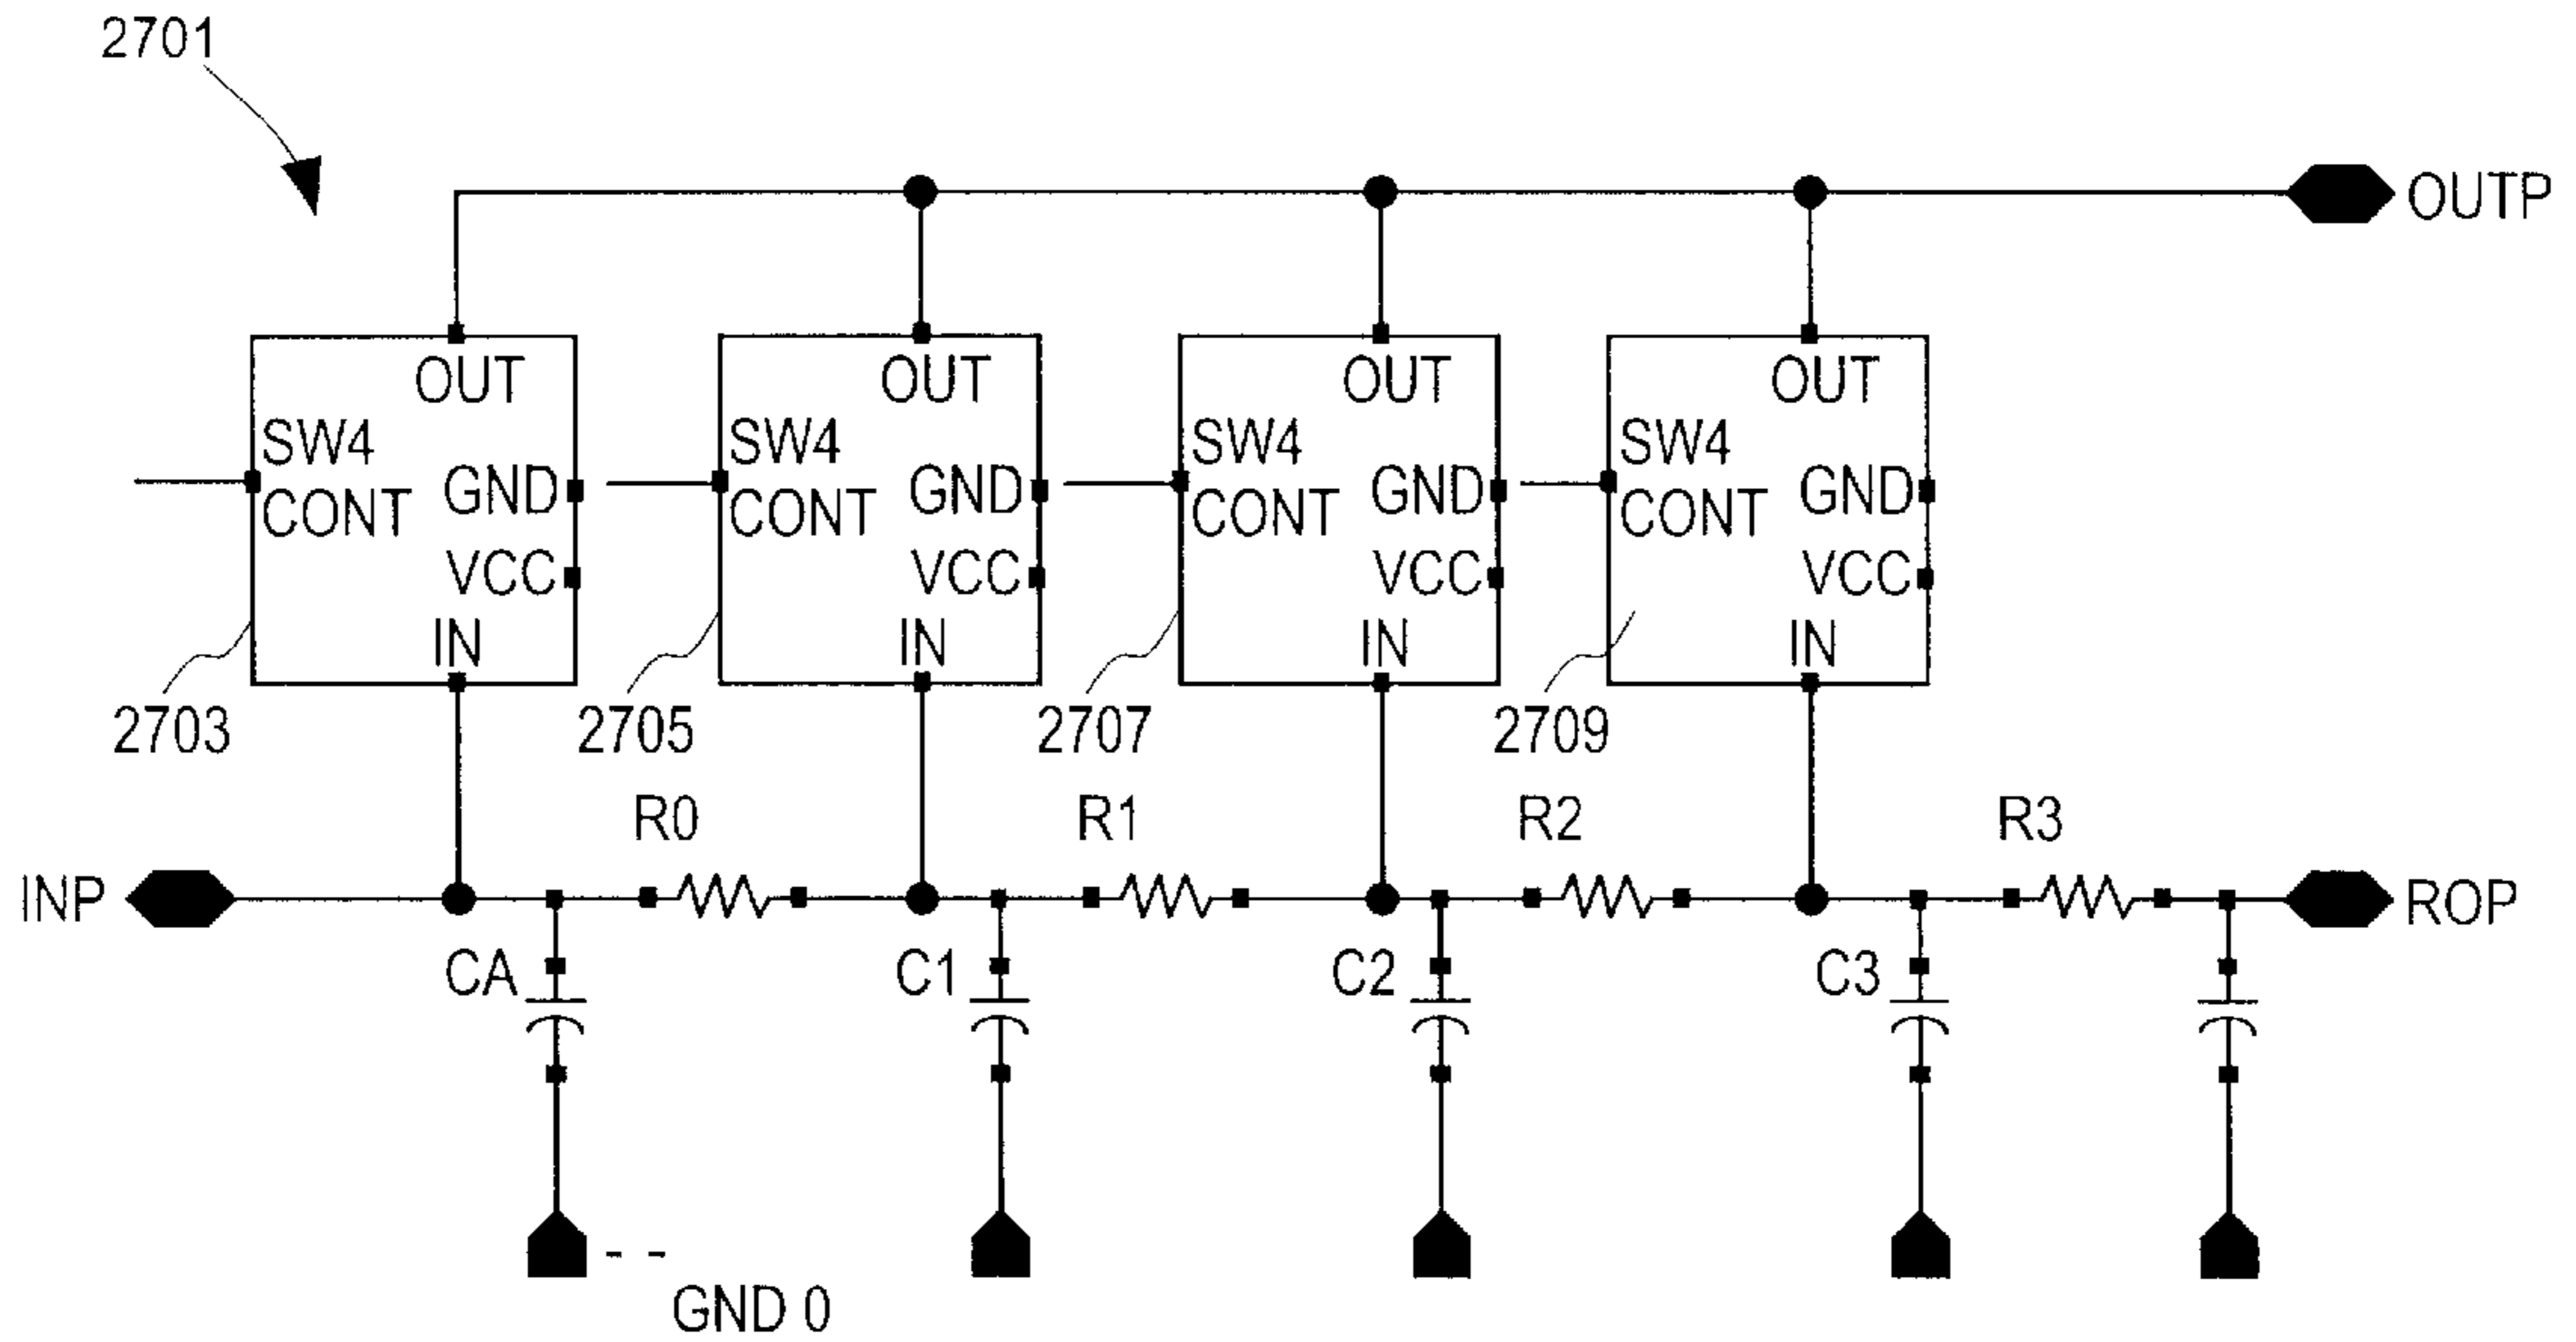 2701
OUTP
OUT OUT OUT OUT
SW4 SW4 SW4 SW4
GND GND GND GND
CONT CONT CONT CONT
VCC VCC VCC VCC
IN IN IN IN
2703 2705 2707 2709
R0 R1 R2 R3
INP ROP
CA C1 C2 C3
GND 0